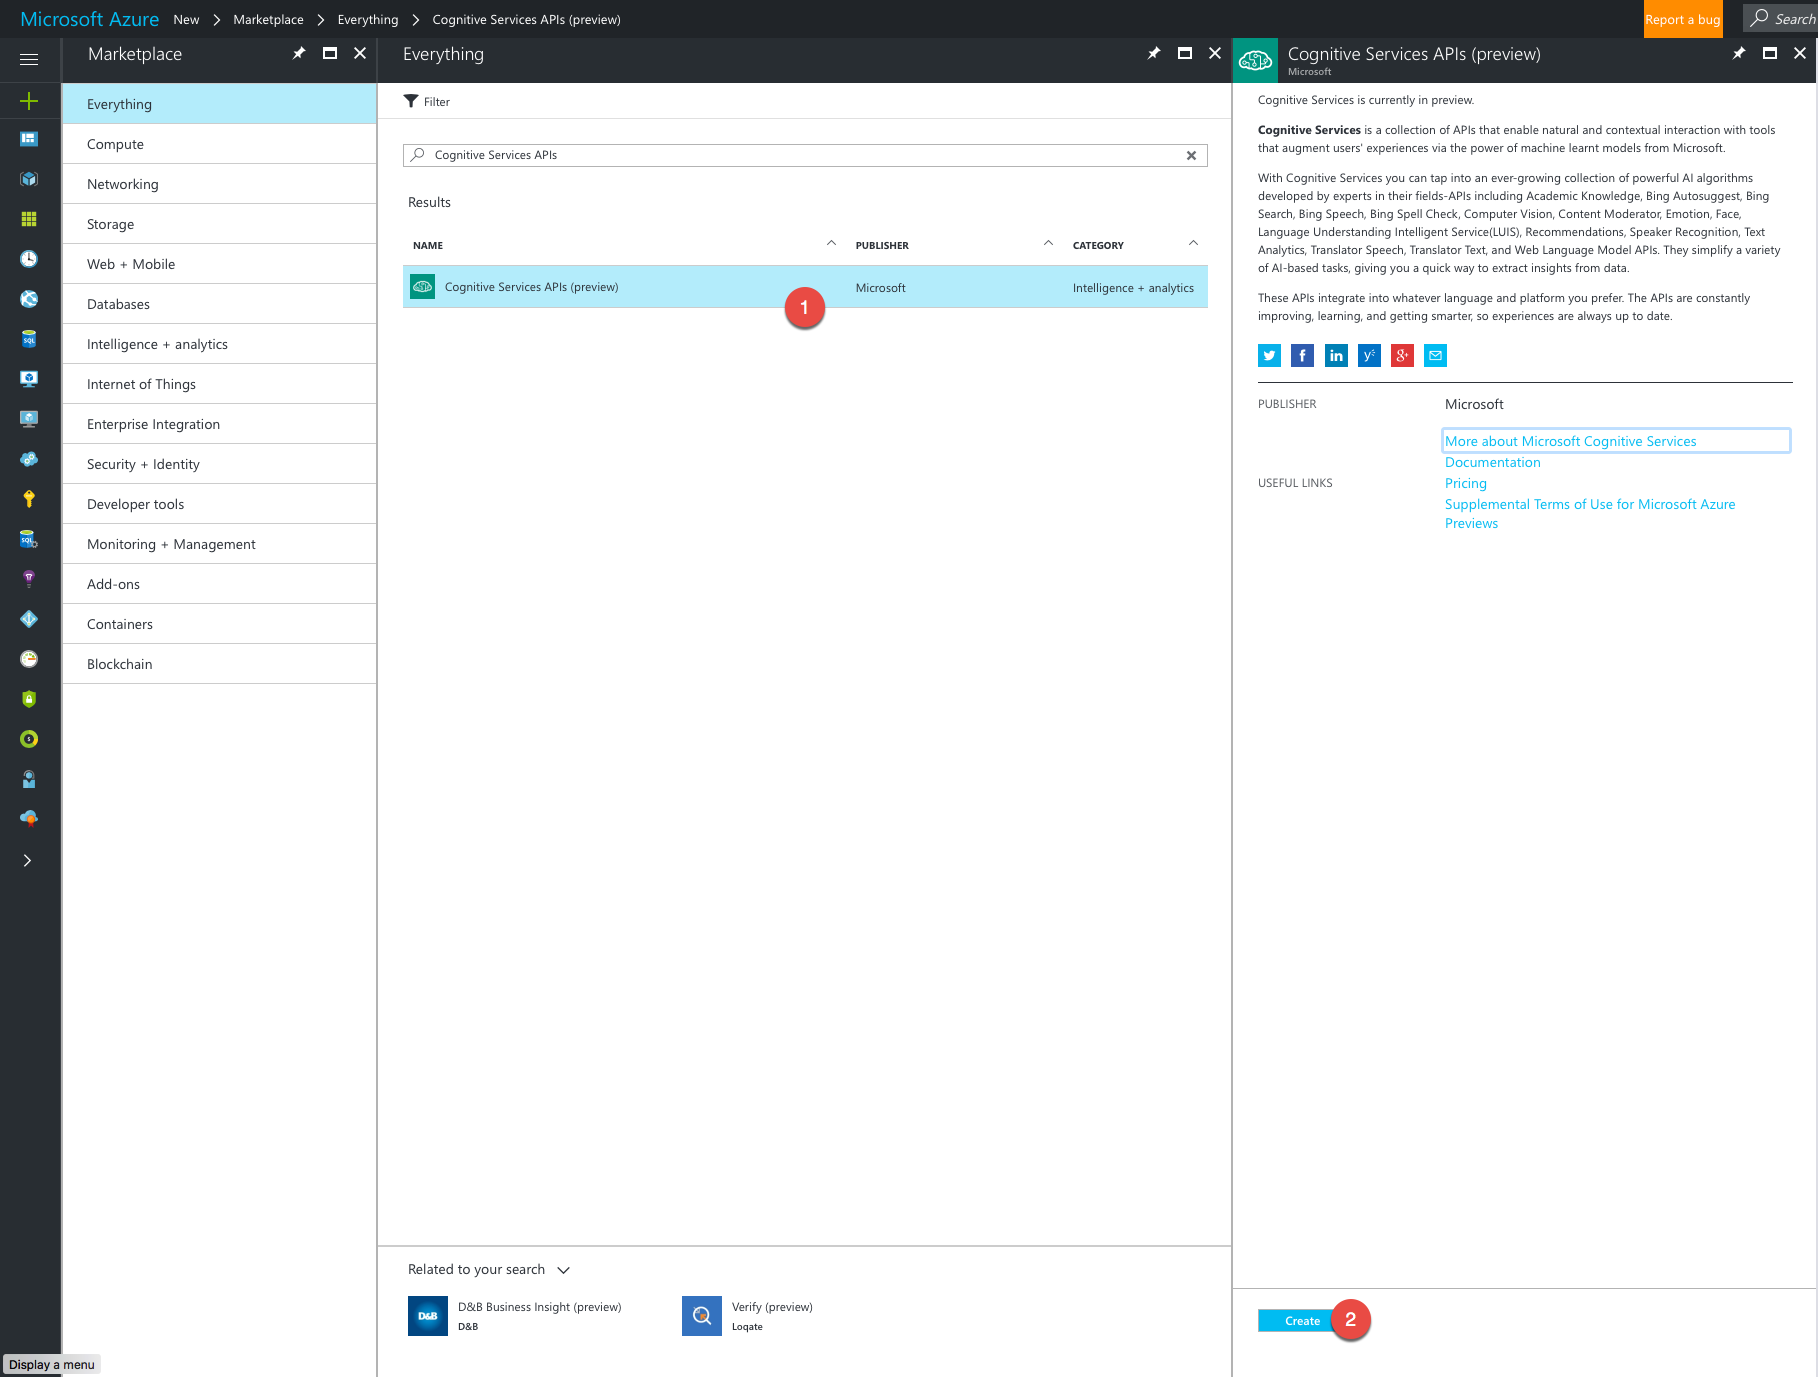 Microsoft Azure New Marketplace Everything Cognitive Services APIs (preview)
Report a bug
Search
Marketplace
Everything
Compute
Networking
Storage
Web + Mobile
Databases
Intelligence + analytics
Internet of Things
Enterprise Integration
Security + Identity
Developer tools
Monitoring + Management
Add-ons
Containers
Blockchain
Everything
Filter
Cognitive Services APIs
Results
NAME PUBLISHER CATEGORY
Cognitive Services APIs (preview) Microsoft Intelligence + analytics
1
Related to your search
D&B
D&B Business Insight (preview)
D&B
Verify (preview)
Loqate
Cognitive Services APIs (preview)
Microsoft
Cognitive Services is currently in preview.
Cognitive Services is a collection of APIs that enable natural and contextual interaction with tools
that augment users' experiences via the power of machine learnt models from Microsoft.
With Cognitive Services you can tap into an ever-growing collection of powerful AI algorithms
developed by experts in their fields-APIs including Academic Knowledge, Bing Autosuggest, Bing
Search, Bing Speech, Bing Spell Check, Computer Vision, Content Moderator, Emotion, Face,
Language Understanding Intelligent Service(LUIS), Recommendations, Speaker Recognition, Text
Analytics, Translator Speech, Translator Text, and Web Language Model APIs. They simplify a variety
of AI-based tasks, giving you a quick way to extract insights from data.
These APIs integrate into whatever language and platform you prefer. The APIs are constantly
improving, learning, and getting smarter, so experiences are always up to date.
PUBLISHER Microsoft
More about Microsoft Cognitive Services
Documentation
USEFUL LINKS Pricing
Supplemental Terms of Use for Microsoft Azure
Previews
Create 2
Display a menu